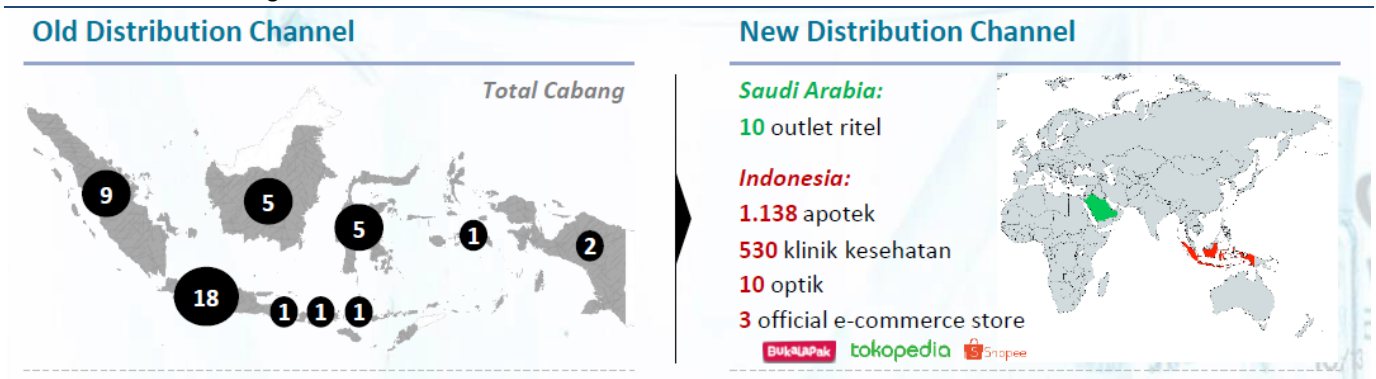 Old Distribution Channel
Total Cabang
9
5
5
1
2
18
1
1
1
New Distribution Channel
Saudi Arabia:
10 outlet ritel
Indonesia:
1.138 apotek
530 klinik kesehatan
10 optik
3 official e-commerce store
BukaLaPak tokopedia Shopee